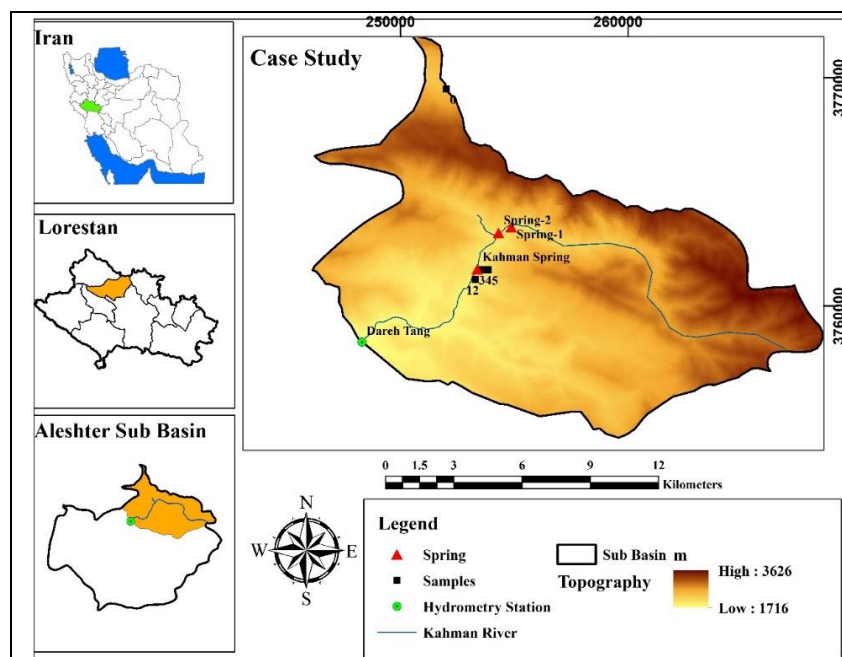 Iran
Lorestan
Aleshter Sub Basin
Case Study
250000
260000
3770000
3760000
0
Spring-2
Spring-1
Kahman Spring
345
12
Dareh Tang
0 1.5 3 6 9 12
Kilometers
N
W E
S
Legend
Spring
Samples
Hydrometry Station
Kahman River
Sub Basin m
Topography
High : 3626
Low : 1716